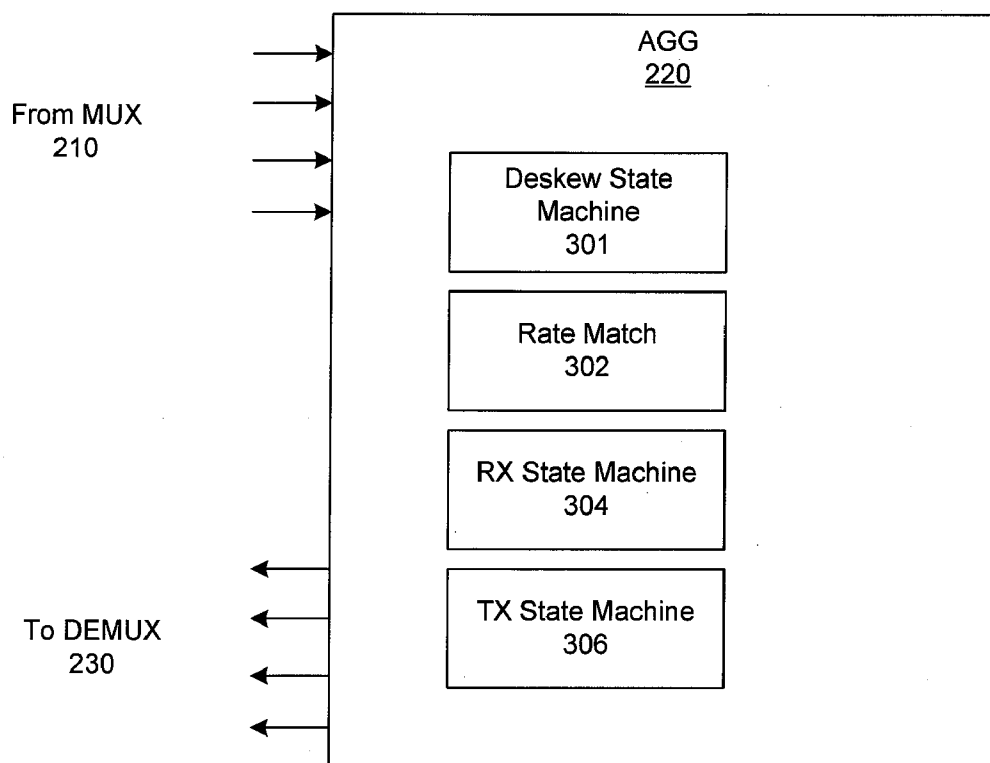 AGG
220
From MUX
210
Deskew State
Machine
301
Rate Match
302
RX State Machine
304
TX State Machine
306
To DEMUX
230